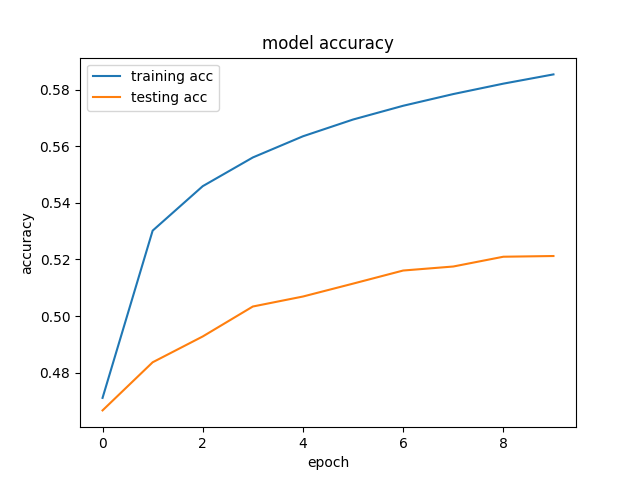 model accuracy
training acc
testing acc
0.58
0.56
0.54
0.52
0.50
0.48
accuracy
0 2 4 6 8
epoch